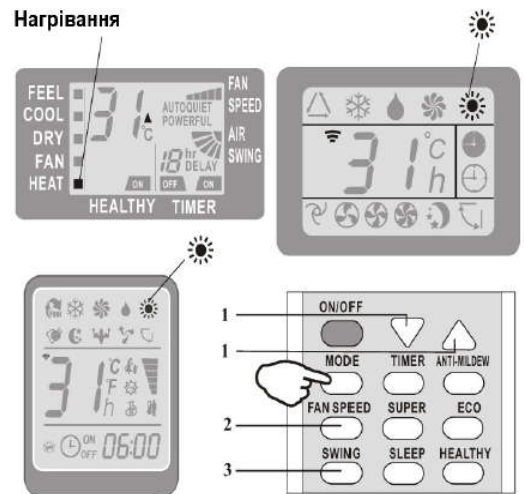 Нагрівання
FEEL
COOL
DRY
FAN
HEAT
31 °C
AUTOQUIET
POWERFUL
18 hr
DELAY
FAN
SPEED
AIR
SWING
ON
OFF ON
HEALTHY TIMER
31 °C
h
31 °C
°F
h
ON
OFF 06:00
ON/OFF
1
1
MODE TIMER ANTI-MILDEW
FAN SPEED SUPER ECO
2
SWING SLEEP HEALTHY
3